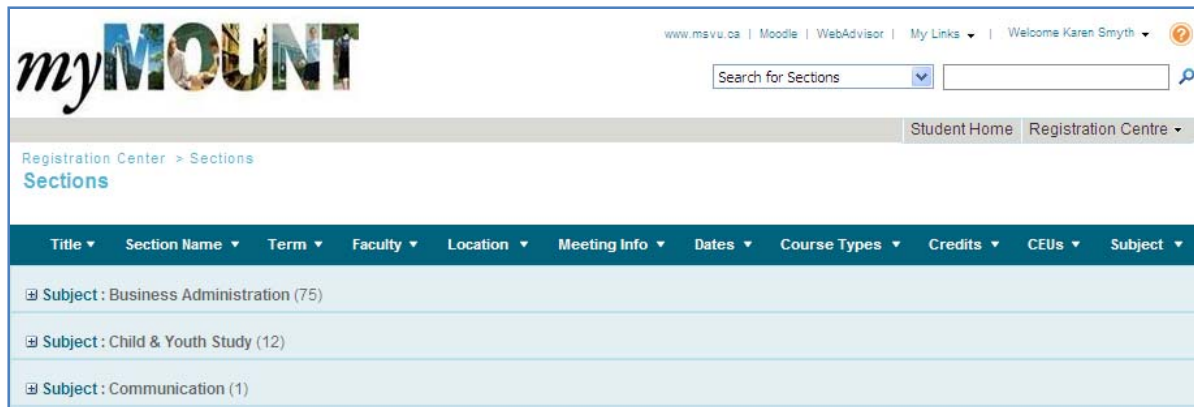 myMOUNT
www.msvu.ca | Moodle | WebAdvisor | My Links | Welcome Karen Smyth
Search for Sections
Student Home Registration Centre
Registration Center > Sections
Sections
Title Section Name Term Faculty Location Meeting Info Dates Course Types Credits CEUs Subject
Subject : Business Administration (75)
Subject : Child & Youth Study (12)
Subject : Communication (1)